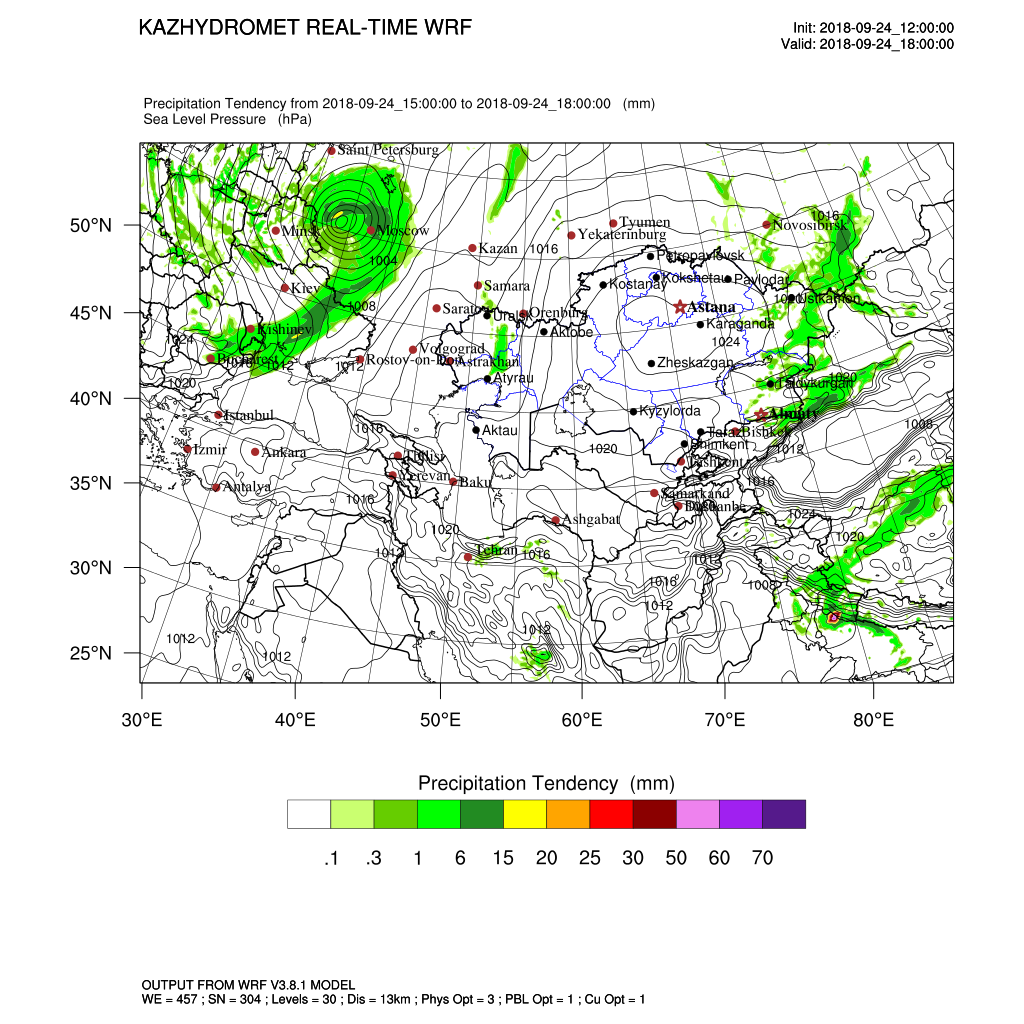 KAZHYDROMET REAL-TIME WRF
Init: 2018-09-24_12:00:00
Valid: 2018-09-24_18:00:00
Precipitation Tendency from 2018-09-24_15:00:00 to 2018-09-24_18:00:00 (mm)
Sea Level Pressure (hPa)
Saint/Petersburg
50°N
Minsk
Moscow
Tyumen
Yekaterinburg
1016
Novosibirsk
Kazan
1016
1004
Petropavlovsk
Kokshetau
Pavlodar
Kiev
Samara
Kostanay
Ustkamon
45°N
1008
Saratov
Uralsk
Orenburg
Astana
Kishinev
Aktobe
Karaganda
1024
1024
Volgograd
Bucharest
1012
1012
Rostov-on-Don
Astrakhan
Zheskazgan
1020
Atyrau
1020
Taldykurgan
40°N
Istanbul
Kyzylorda
Almaty
1016
Aktau
Taraz
Bishkek
1008
Izmir
Ankara
Tbilisi
1020
Shimkent
1012
Tashkent
35°N
Antalya
Yerevan
Baku
1016
1016
Samarkand
Dushanbe
1024
Ashgabat
1020
1020
1012
Tehran
1016
1012
30°N
1016
1008
1012
1012
1012
25°N
1012
30°E 40°E 50°E 60°E 70°E 80°E
Precipitation Tendency (mm)
.1 .3 1 6 15 20 25 30 50 60 70
OUTPUT FROM WRF V3.8.1 MODEL
WE = 457 ; SN = 304 ; Levels = 30 ; Dis = 13km ; Phys Opt = 3 ; PBL Opt = 1 ; Cu Opt = 1